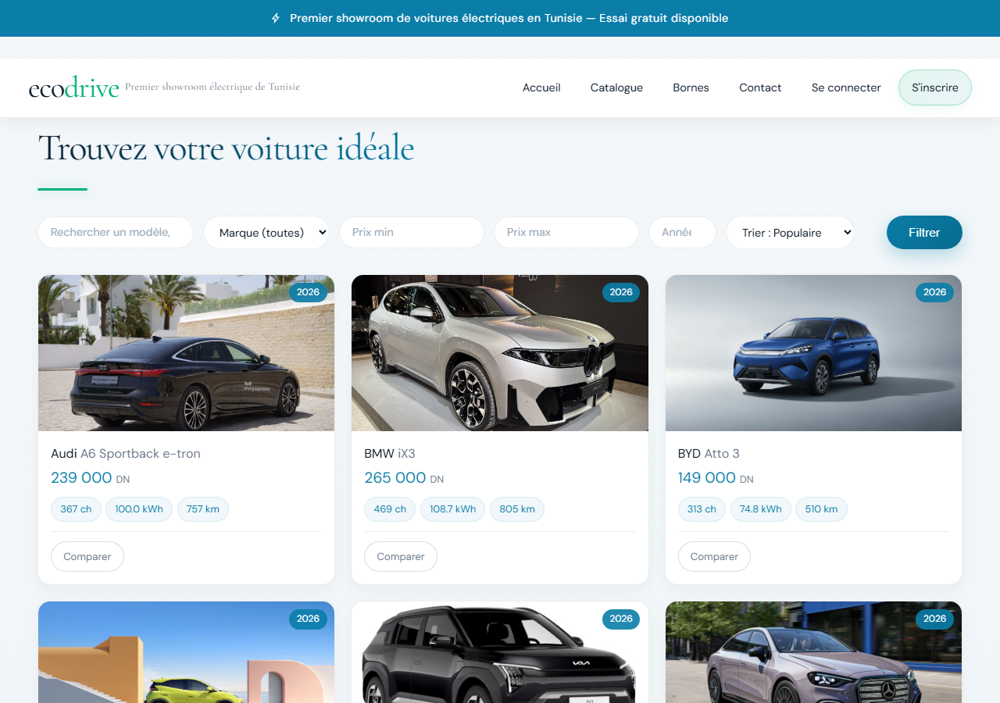 Premier showroom de voitures électriques en Tunisie — Essai gratuit disponible
ecodrive Premier showroom électrique de Tunisie
Accueil Catalogue Bornes Contact Se connecter S'inscrire
Trouvez votre voiture idéale
Rechercher un modèle,
Marque (toutes)
Prix min
Prix max
Année
Trier : Populaire
Filtrer
2026
Audi A6 Sportback e-tron
239 000 DN
367 ch 100.0 kWh 757 km
Comparer
2026
BMW iX3
265 000 DN
469 ch 108.7 kWh 805 km
Comparer
2026
BYD Atto 3
149 000 DN
313 ch 74.8 kWh 510 km
Comparer
2026
2026
2026